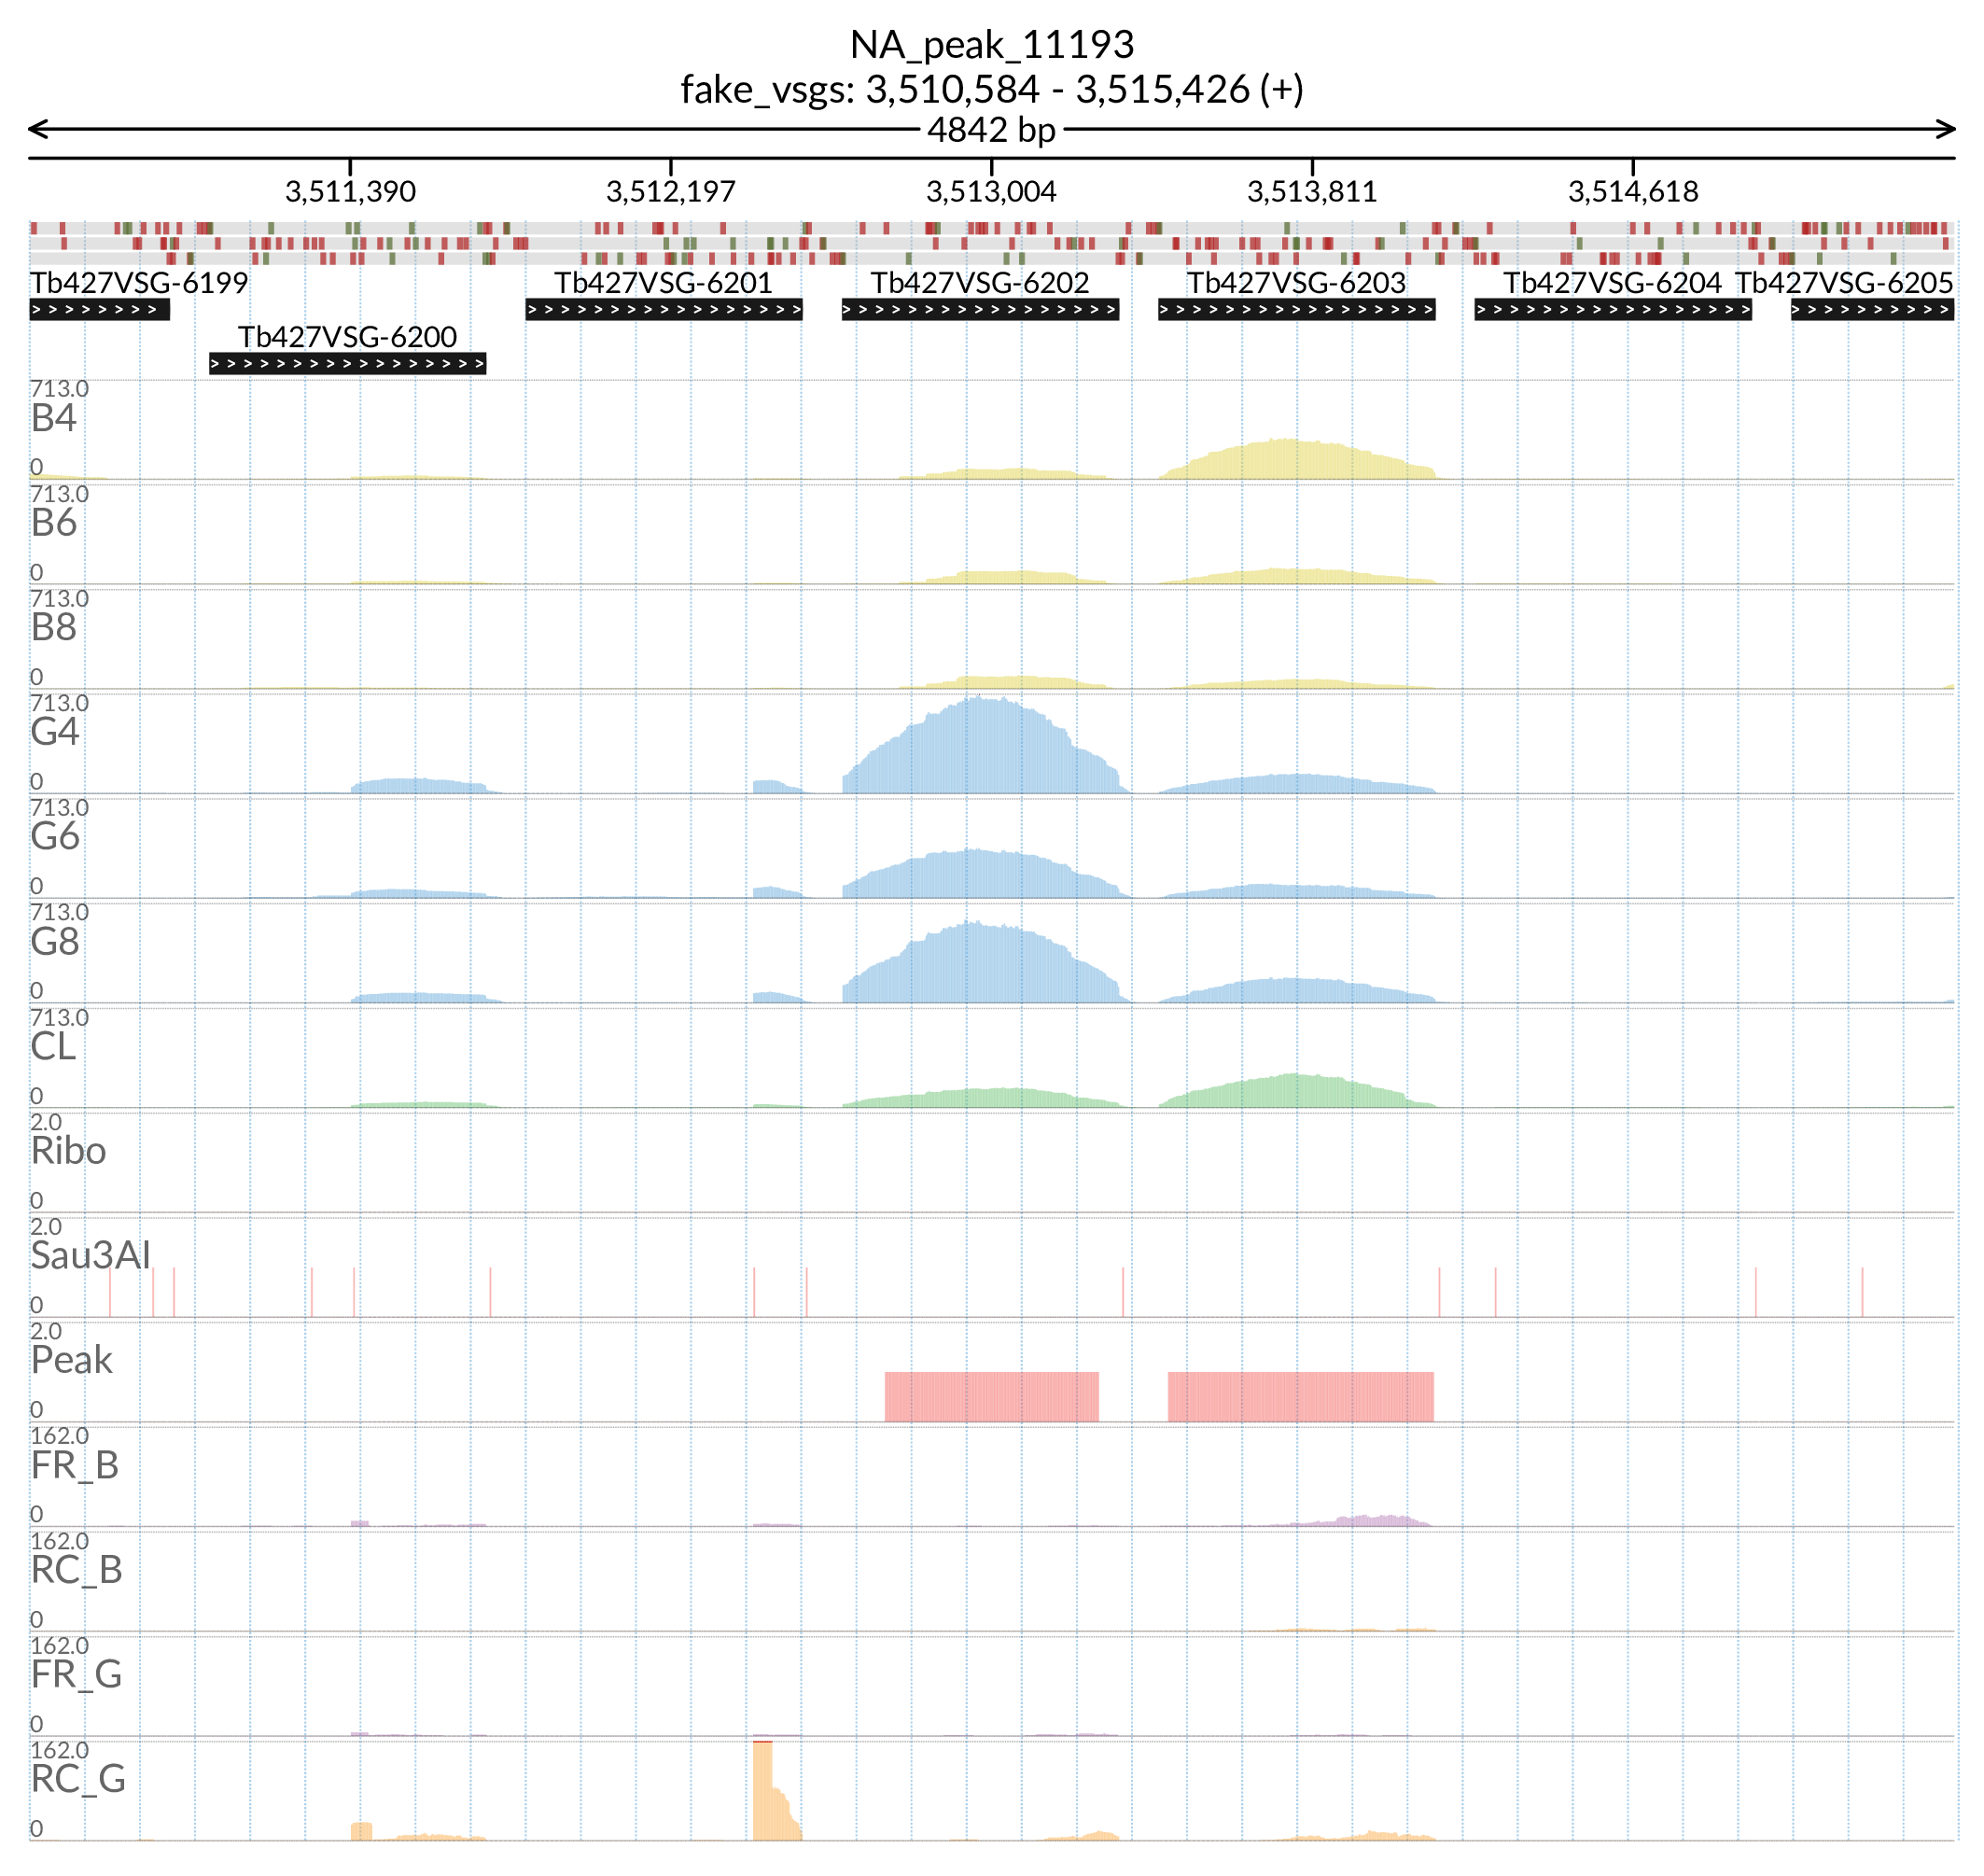 NA_peak_11193
fake_vsgs: 3,510,584 - 3,515,426 (+)
4842 bp
3,511,390 3,512,197 3,513,004 3,513,811 3,514,618
Tb427VSG-6199 Tb427VSG-6201 Tb427VSG-6202 Tb427VSG-6203 Tb427VSG-6204 Tb427VSG-6205
Tb427VSG-6200
713.0
B4
0
713.0
B6
0
713.0
B8
0
713.0
G4
0
713.0
G6
0
713.0
G8
0
713.0
CL
0
2.0
Ribo
0
2.0
Sau3AI
0
2.0
Peak
0
162.0
FR_B
0
162.0
RC_B
0
162.0
FR_G
0
162.0
RC_G
0